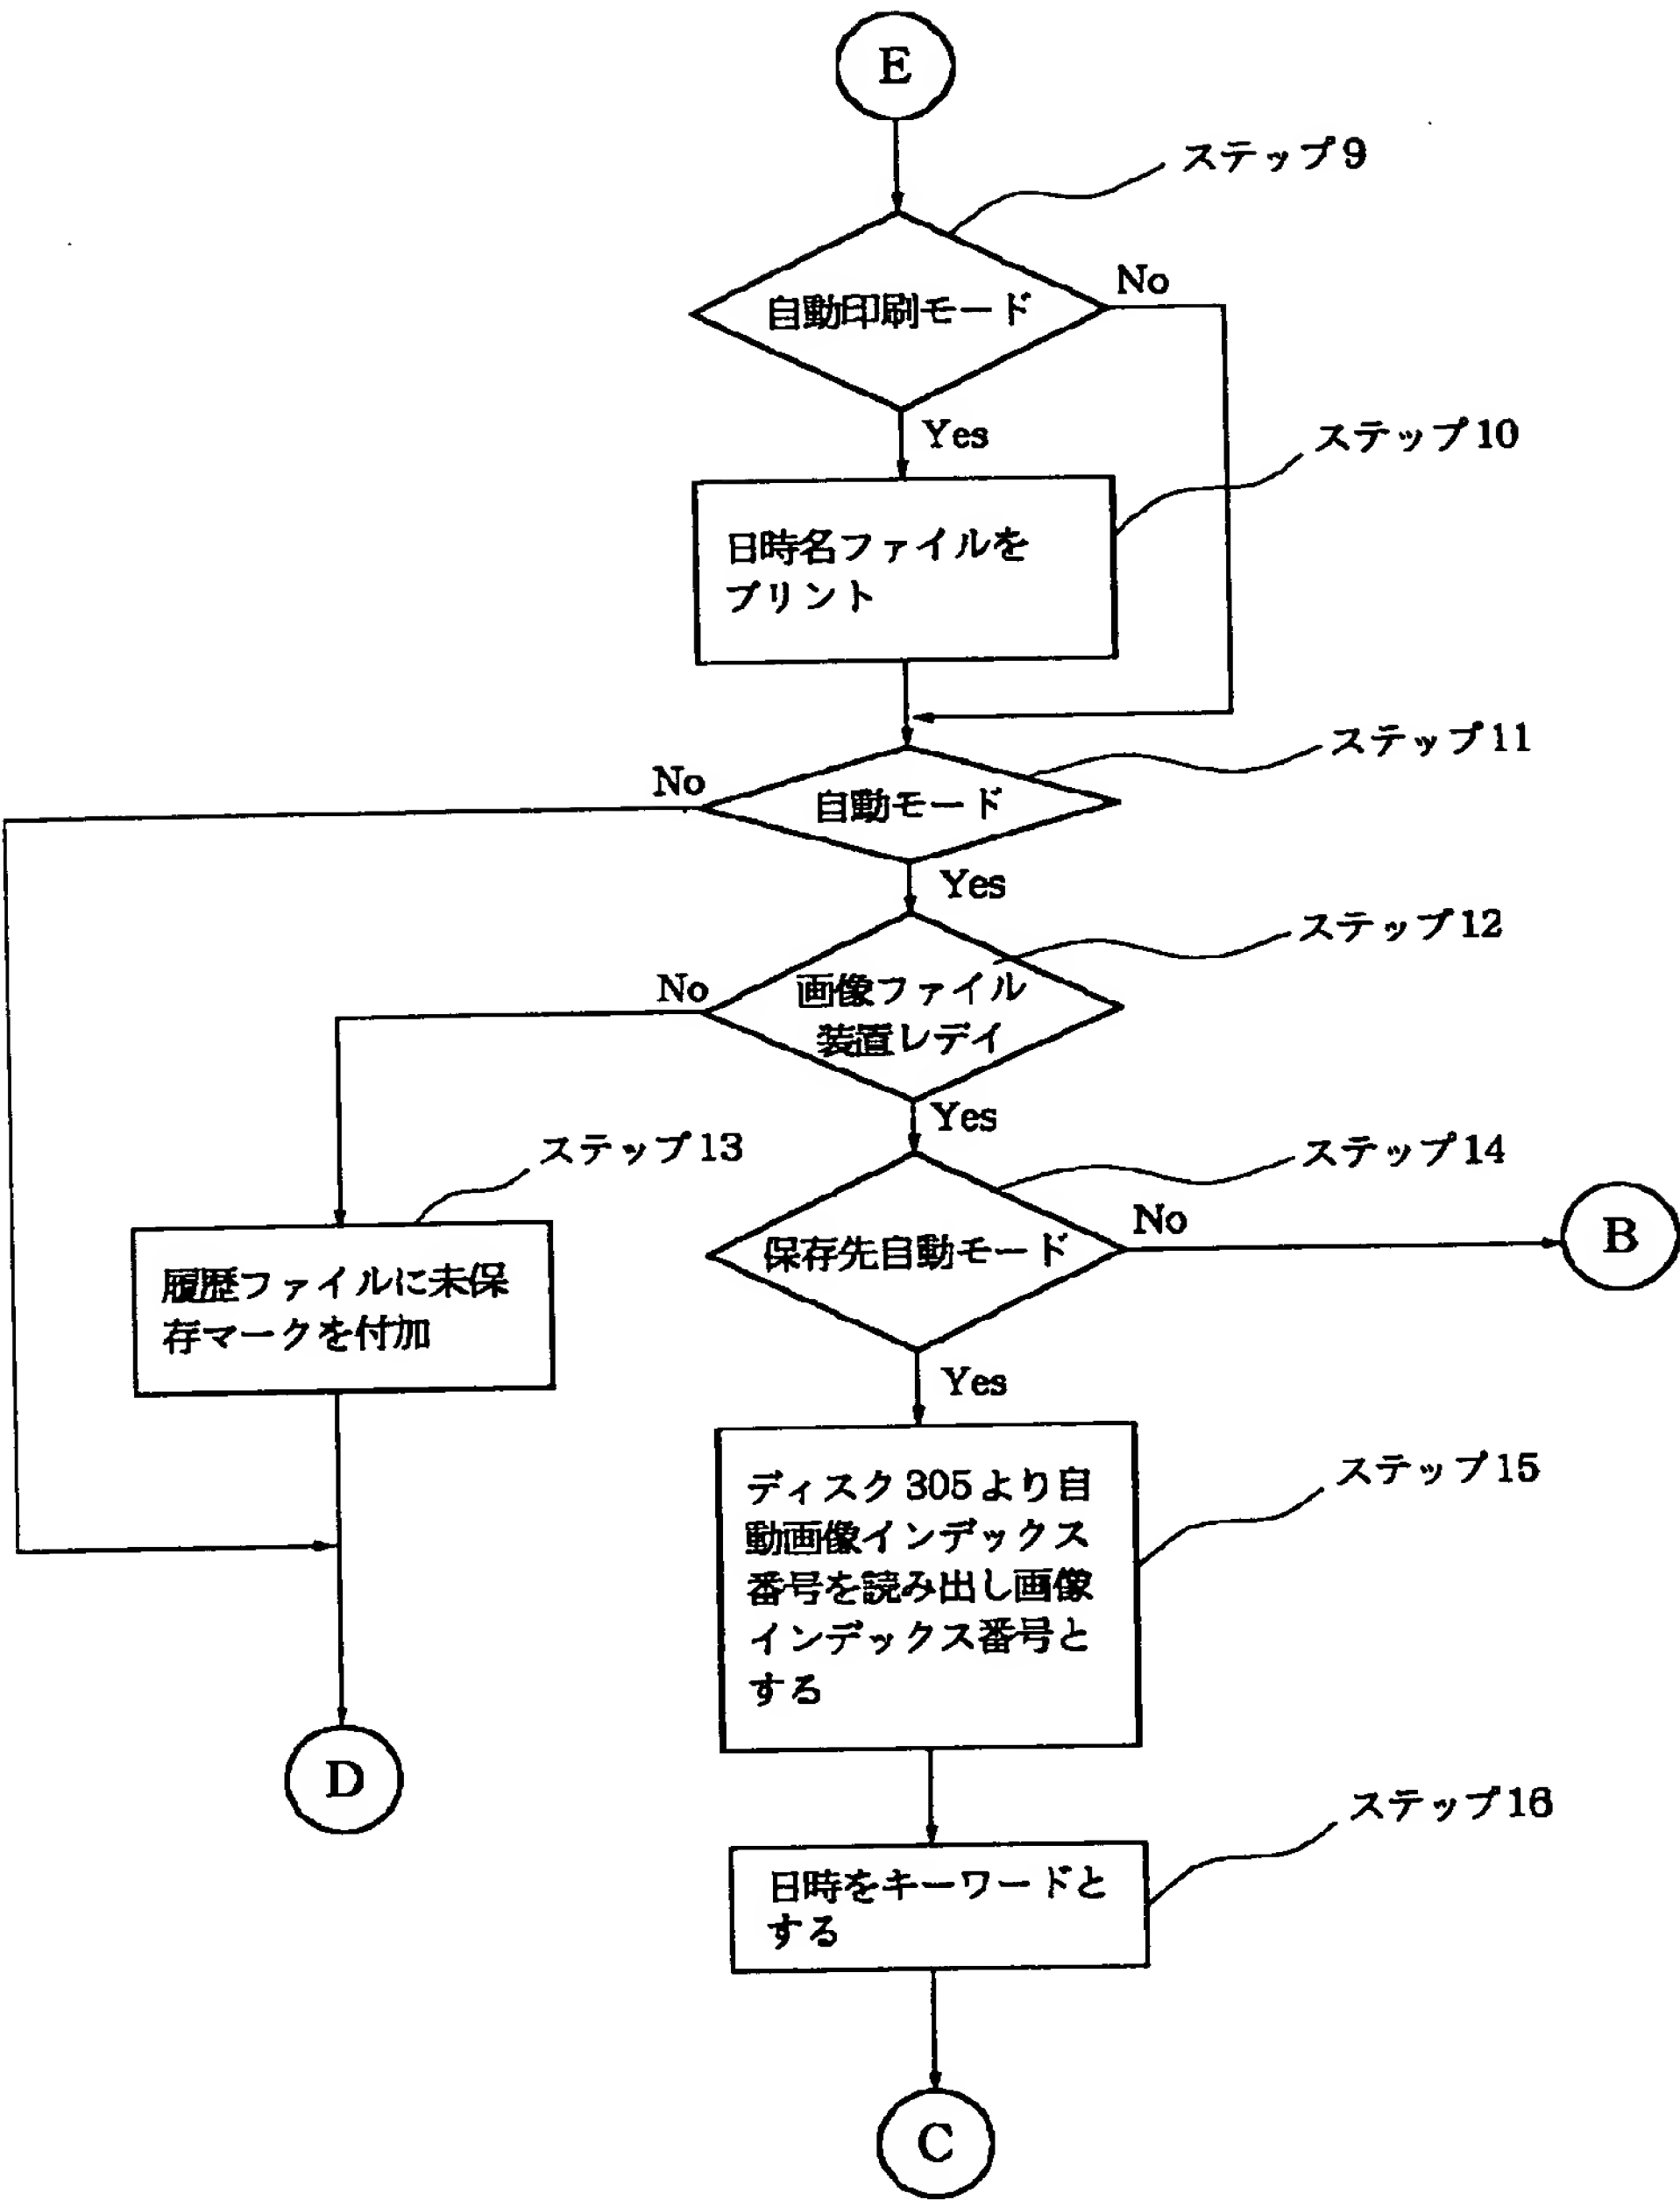 E
ステップ9
自動印刷モード
No
Yes
ステップ10
日時名ファイルを
プリント
ステップ11
No
自動モード
Yes
ステップ12
No
画像ファイル
装置レデイ
Yes
ステップ13
ステップ14
保存先自動モード
No
B
履歴ファイルに未保
存マークを付加
Yes
ステップ15
ディスク305より自
動画像インデックス
番号を読み出し画像
インデックス番号と
する
D
ステップ16
日時をキーワードと
する
C